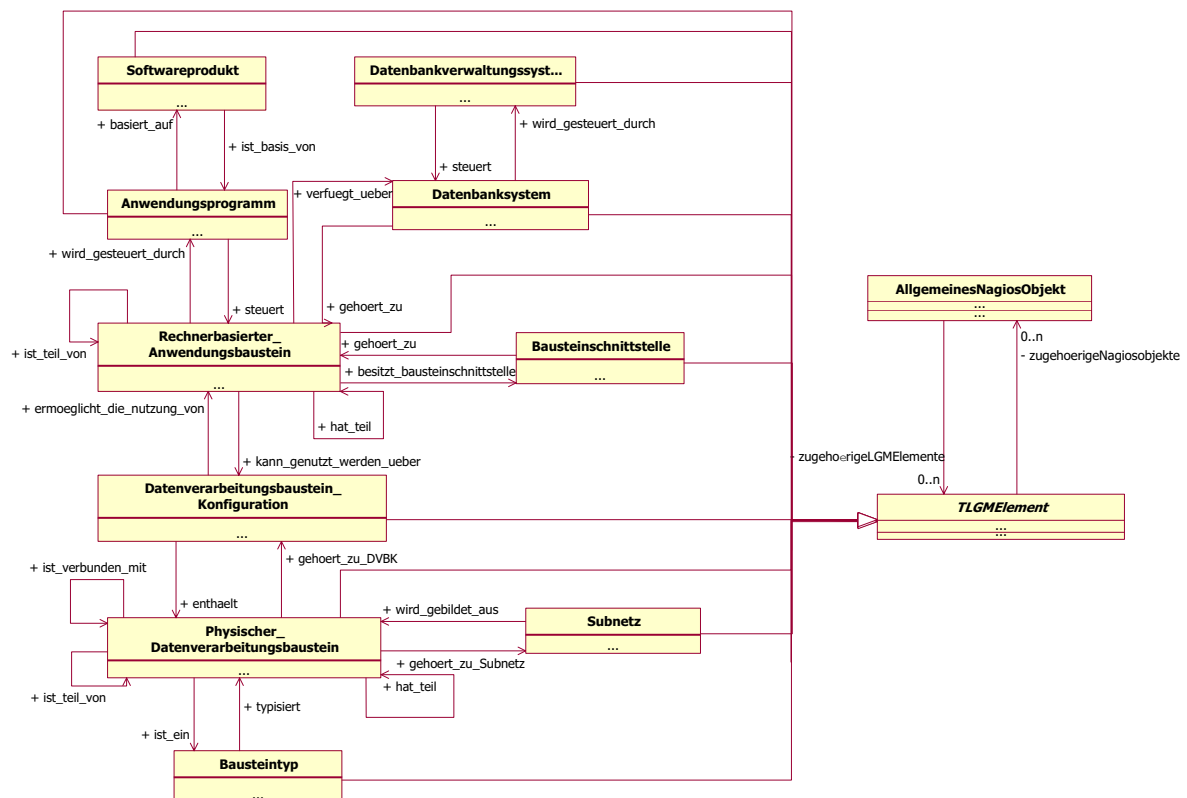 Softwareprodukt
...
Datenbankverwaltungssyst...
...
+ basiert_auf
+ ist_basis_von
+ wird_gesteuert_durch
+ steuert
Anwendungsprogramm
...
+ verfuegt_ueber
Datenbanksystem
...
+ wird_gesteuert_durch
+ steuert
+ gehoert_zu
AllgemeinesNagiosObjekt
...
...
Rechnerbasierter_
Anwendungsbaustein
...
+ ist_teil_von
+ gehoert_zu
+ besitzt_bausteinschnittstelle
Bausteinschnittstelle
...
0..n
- zugehoerigeNagiosobjekte
+ ermoeglicht_die_nutzung_von
+ hat_teil
+ kann_genutzt_werden_ueber
- zugehoerigeLGMElemente
0..n
Datenverarbeitungsbaustein_
Konfiguration
...
TLGMElement
...
...
+ ist_verbunden_mit
+ gehoert_zu_DVBK
+ enthaelt
+ wird_gebildet_aus
Subnetz
...
Physischer_
Datenverarbeitungsbaustein
...
+ gehoert_zu_Subnetz
+ ist_teil_von
+ hat_teil
+ typisiert
+ ist_ein
Bausteintyp
...